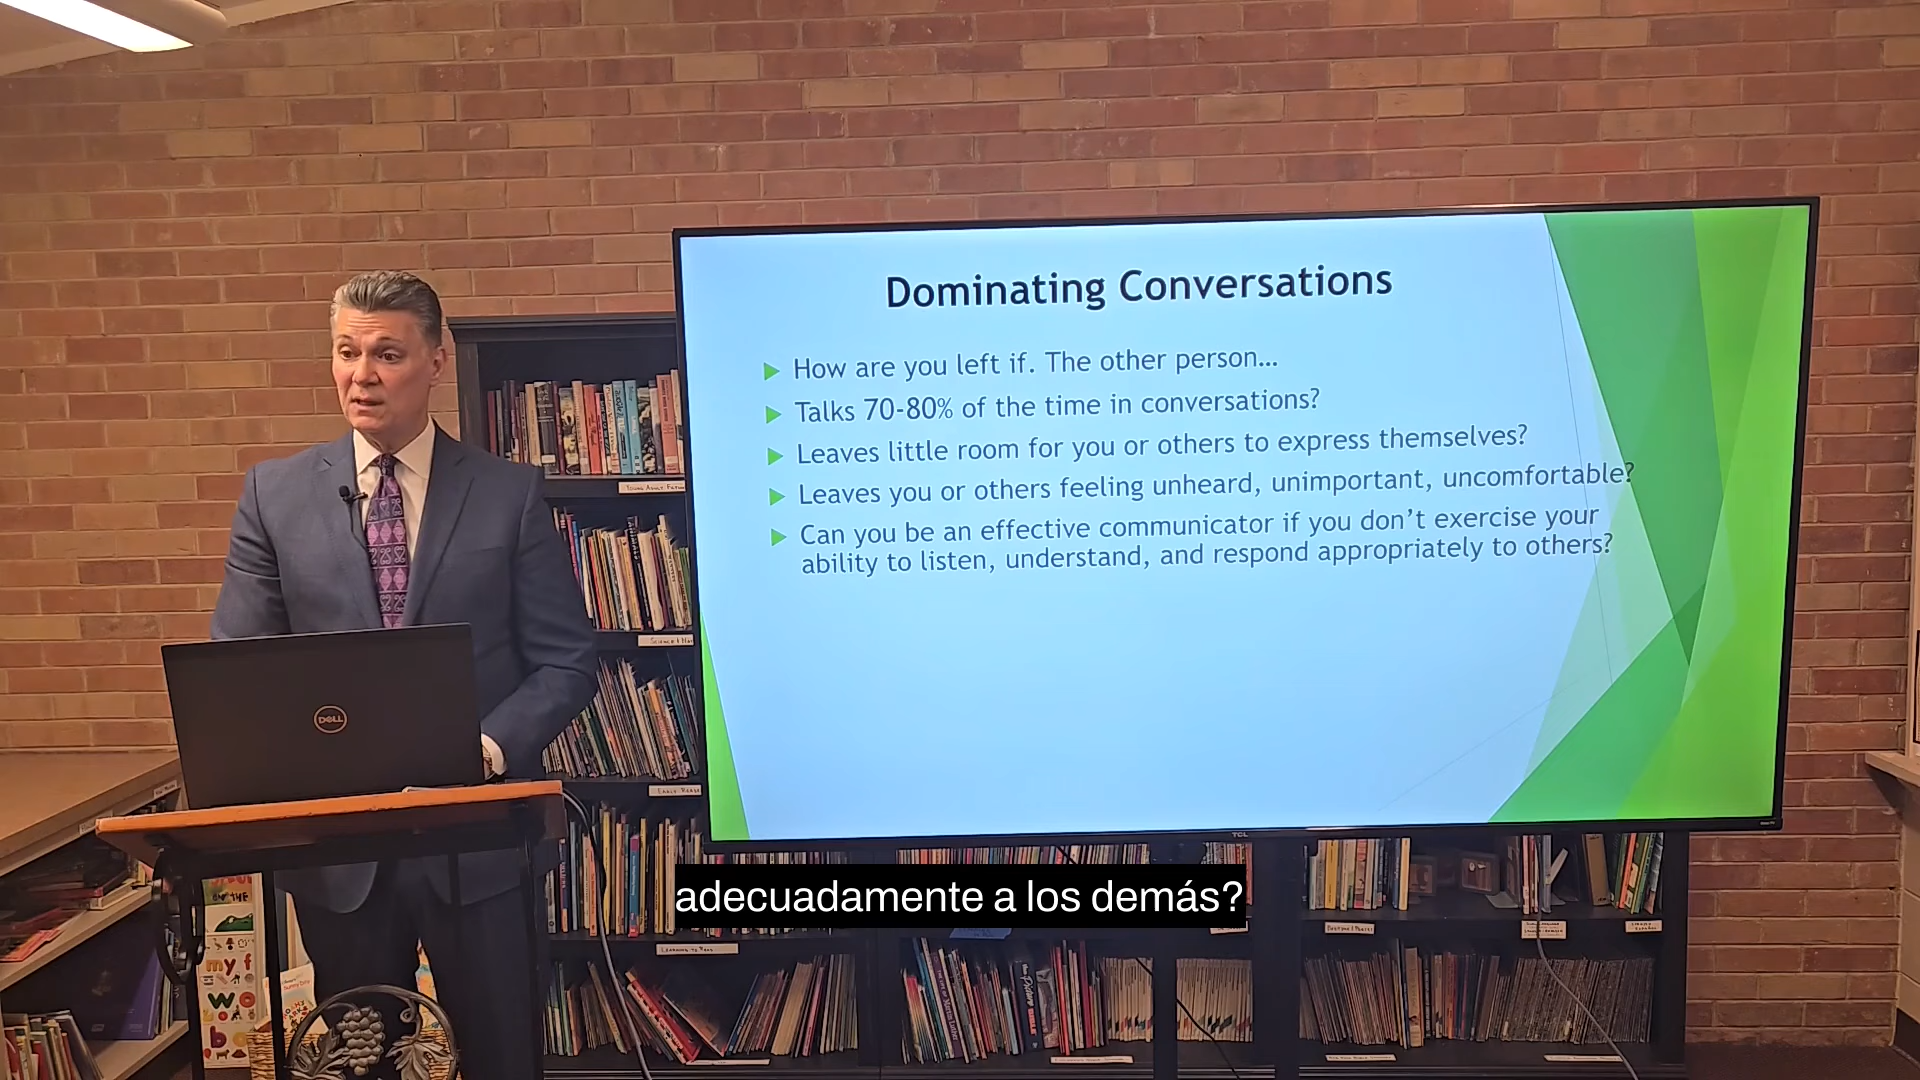 Dominating Conversations
How are you left if. The other person...
Talks 70-80% of the time in conversations?
Leaves little room for you or others to express themselves?
Leaves you or others feeling unheard, unimportant, uncomfortable?
Can you be an effective communicator if you don't exercise your
ability to listen, understand, and respond appropriately to others?
DELL
TCL
adecuadamente a los demás?
my f